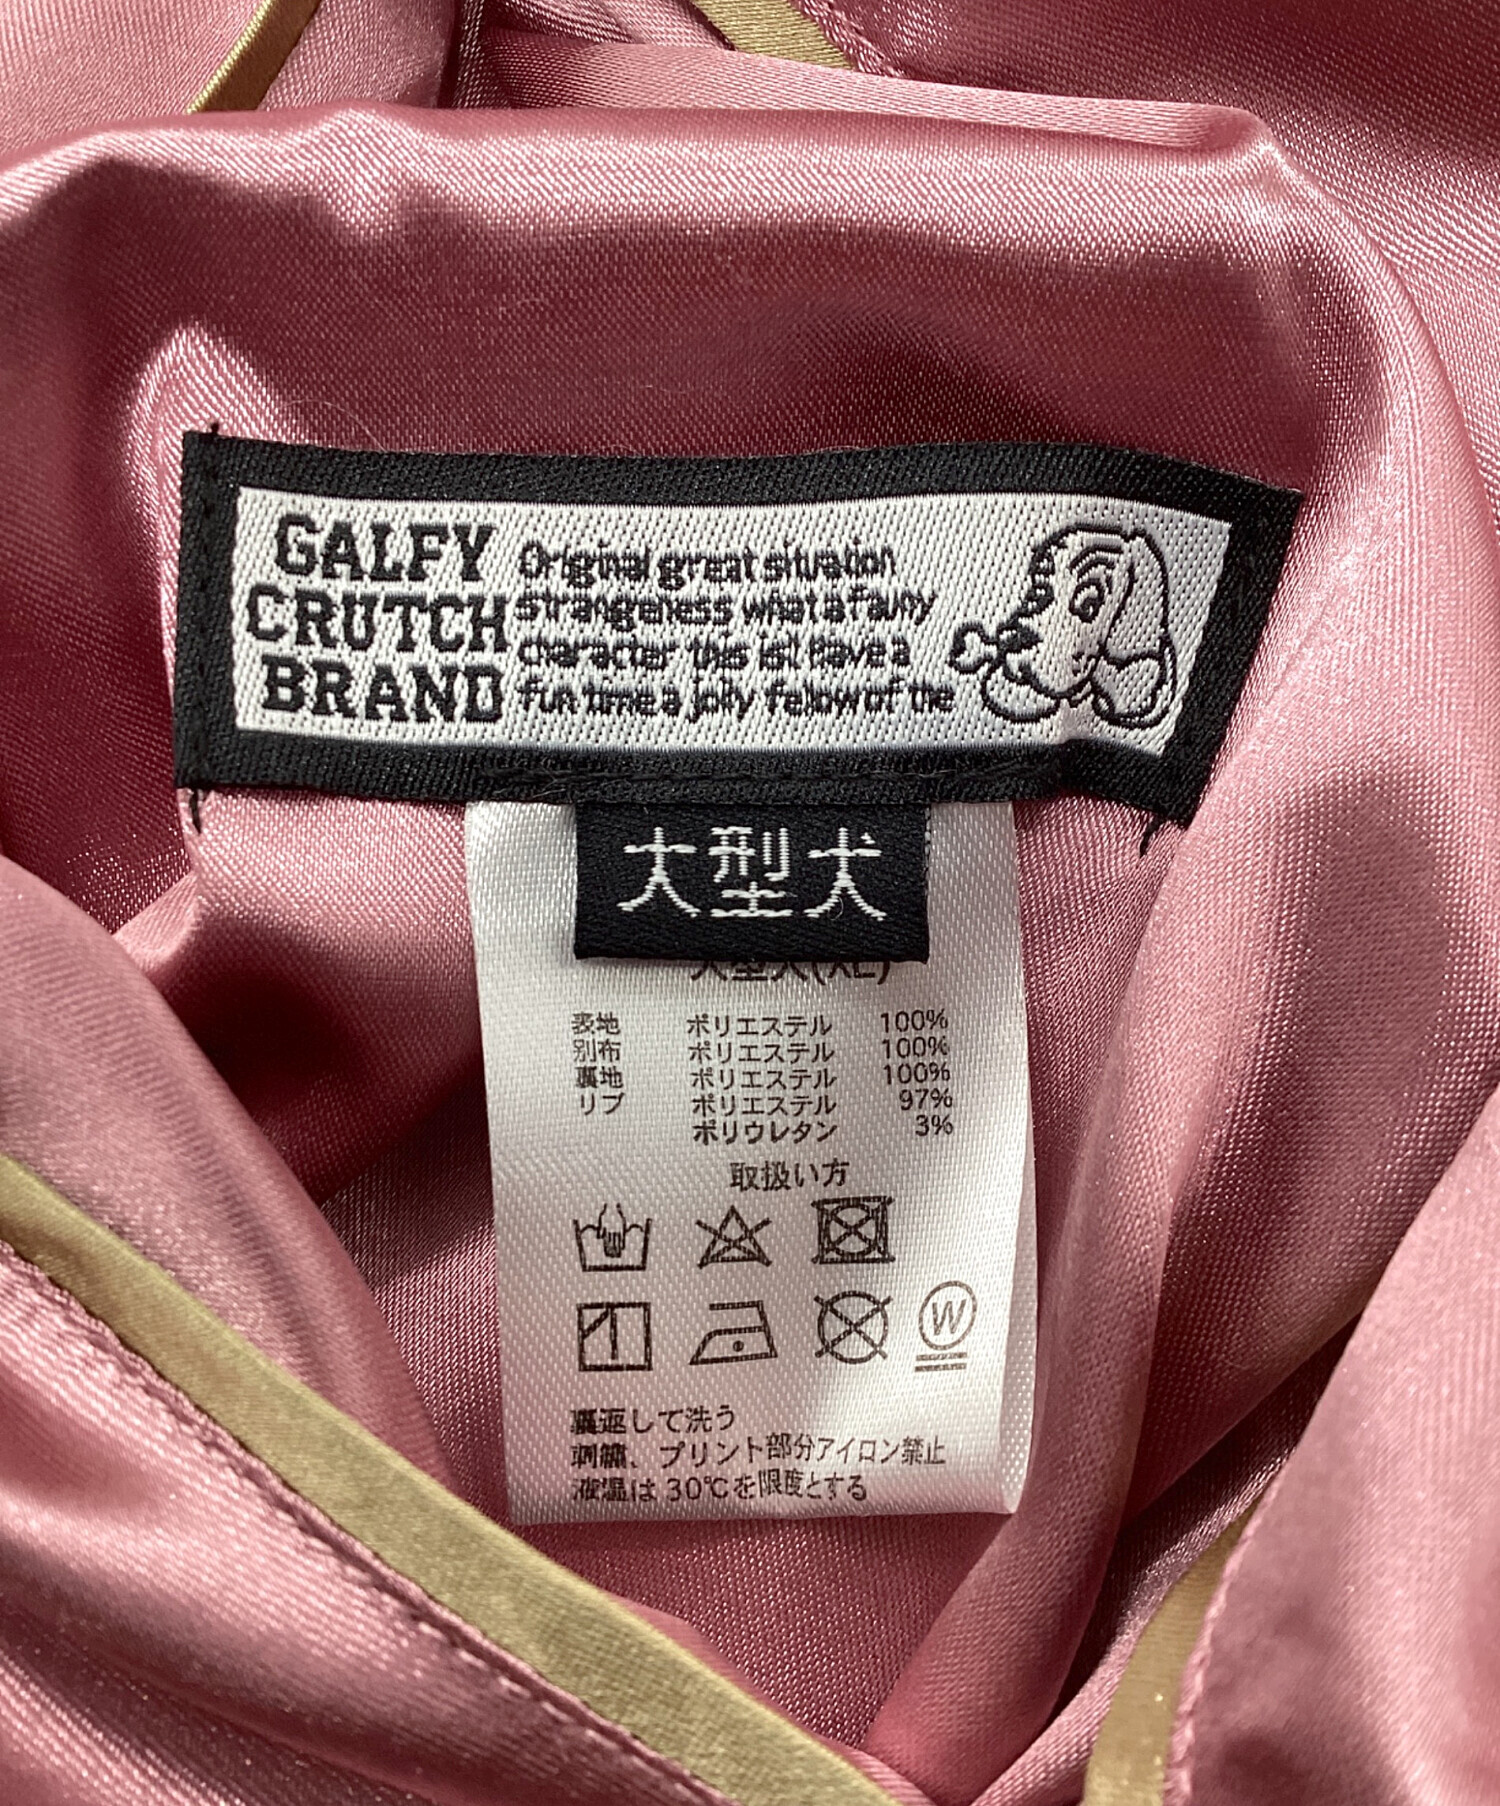 GALFY
CRUTCH
BRAND
Original great situation
strangeness what a fauny
character this is!! Have a
fun time a jolly fellow of the
大型犬
大型犬(XL)
表地 ポリエステル 100%
別布 ポリエステル 100%
裏地 ポリエステル 100%
リブ ポリエステル 97%
ポリウレタン 3%
取扱い方
W
裏返して洗う
刺繍、プリント部分アイロン禁止
液温は30℃を限度とする